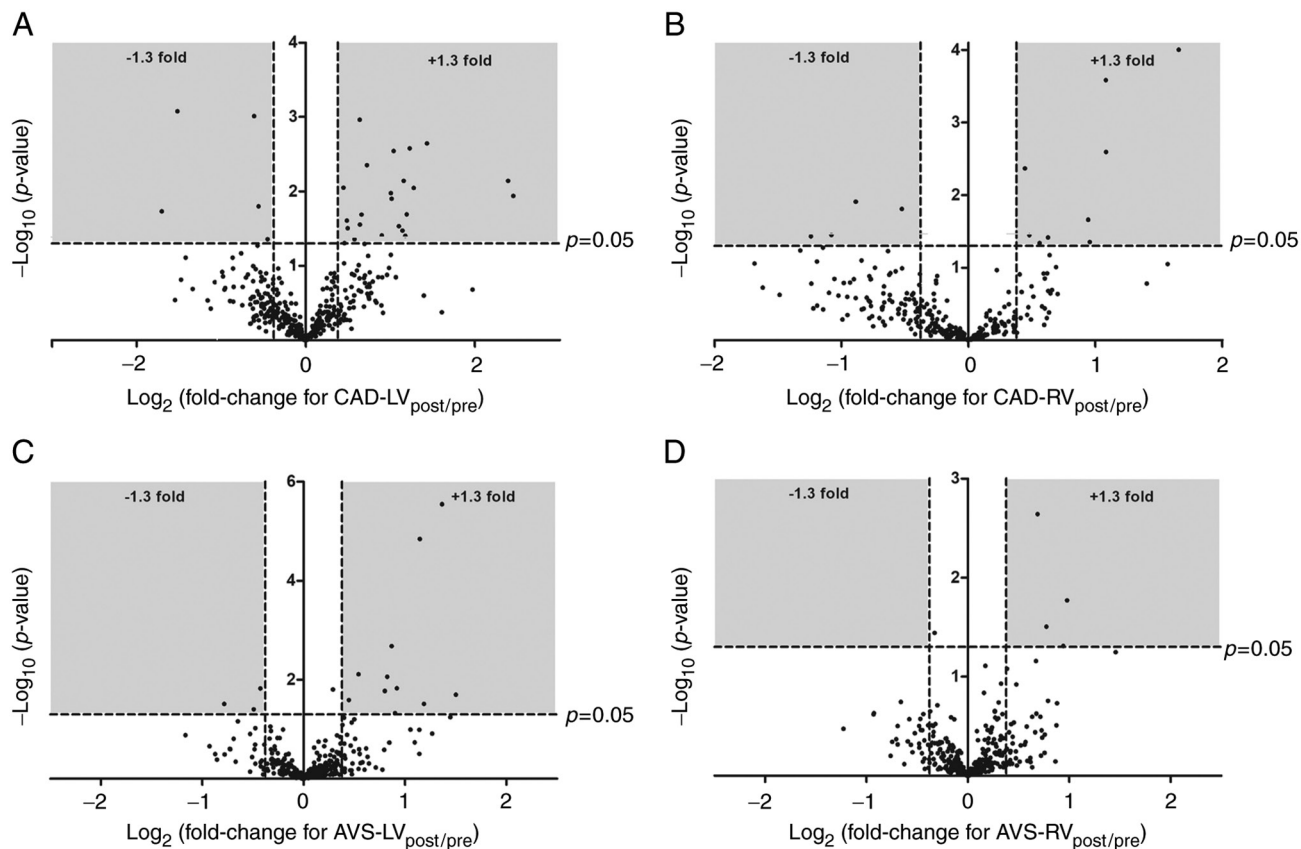 A
−Log10 (p-value)
4
3
2
1
-1.3 fold
+1.3 fold
p=0.05
−2
0
2
Log2 (fold-change for CAD-LVpost/pre)
B
−Log10 (p-value)
4
3
2
1
-1.3 fold
+1.3 fold
p=0.05
−2
−1
0
1
2
Log2 (fold-change for CAD-RVpost/pre)
C
−Log10 (p-value)
6
4
2
-1.3 fold
+1.3 fold
p=0.05
−2
−1
0
1
2
Log2 (fold-change for AVS-LVpost/pre)
D
−Log10 (p-value)
3
2
1
-1.3 fold
+1.3 fold
p=0.05
−2
−1
0
1
2
Log2 (fold-change for AVS-RVpost/pre)